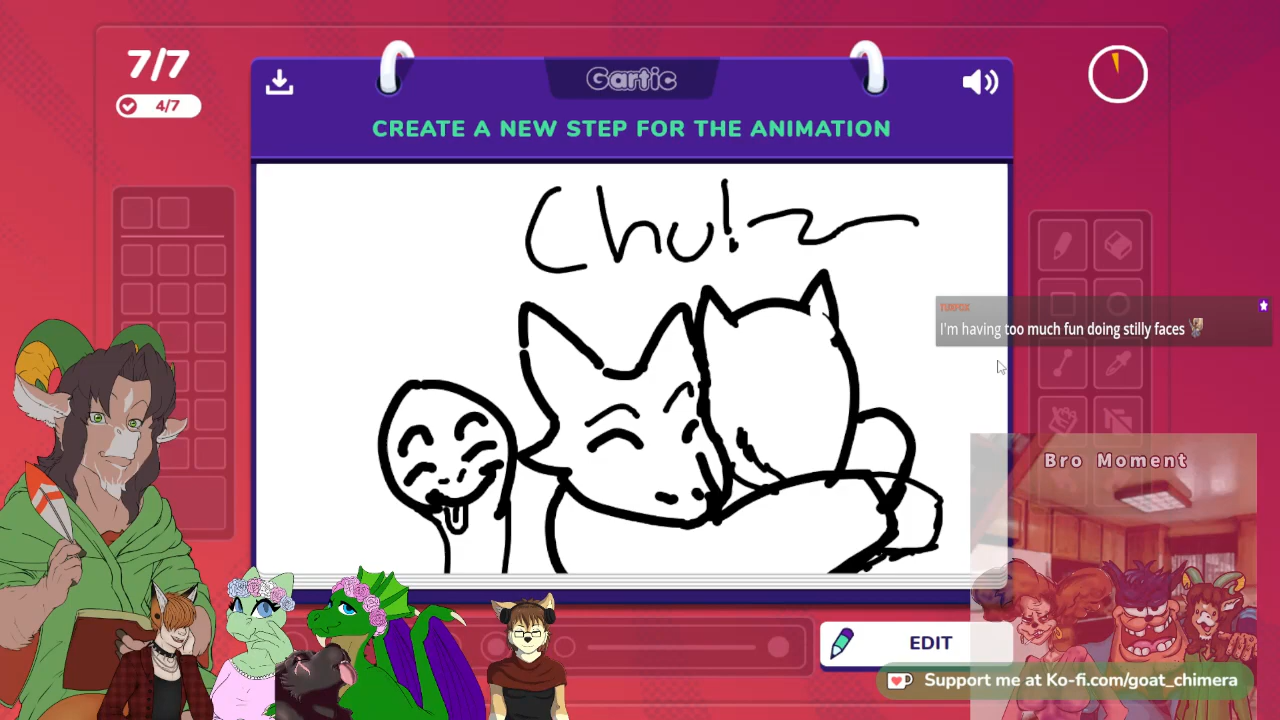 7/7
4/7
Gartic
CREATE A NEW STEP FOR THE ANIMATION
Chu!~
TUKFOX
I'm having too much fun doing stilly faces
Bro Moment
EDIT
Support me at Ko-fi.com/goat_chimera